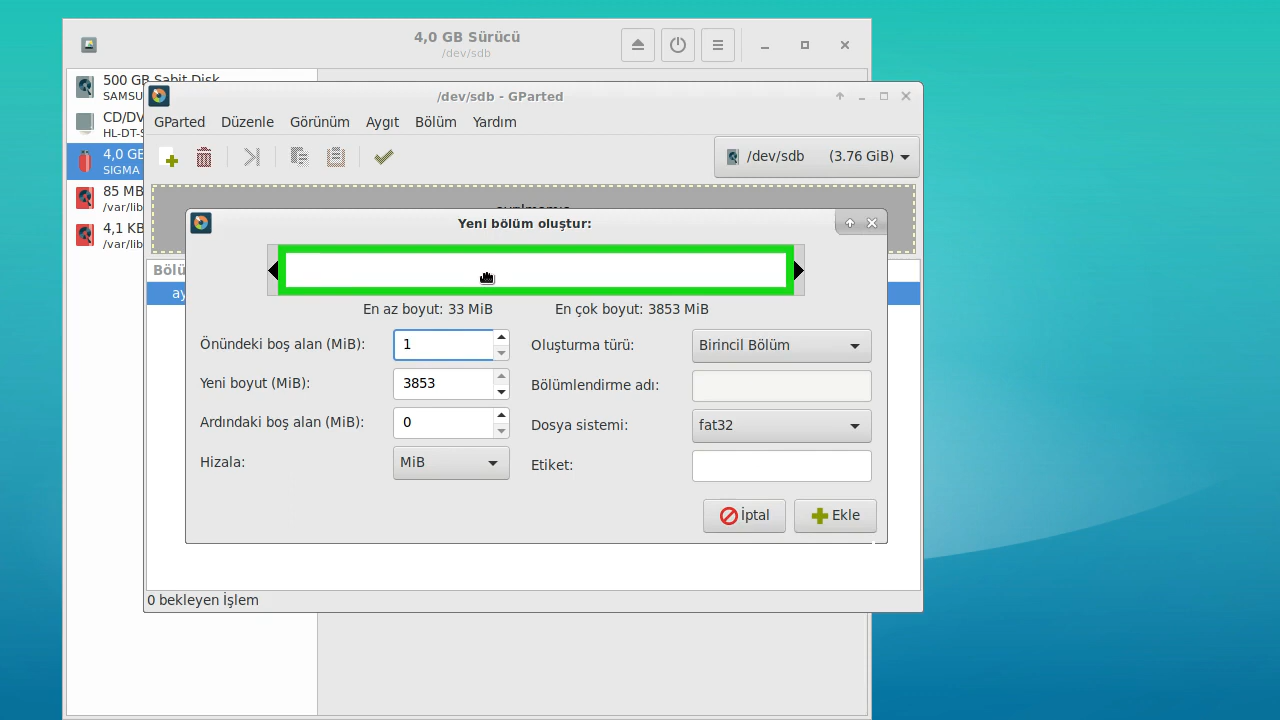 4,0 GB Sürücü
/dev/sdb
500 GB Sabit Disk
SAMSU
CD/DV
HL-DT-S
4,0 GE
SIGMA
85 MB
/var/lib
4,1 KB
/var/lib
/dev/sdb - GParted
GParted Düzenle Görünüm Aygıt Bölüm Yardım
/dev/sdb (3.76 GiB)
Bölü
ay
Yeni bölüm oluştur:
En az boyut: 33 MiB En çok boyut: 3853 MiB
Önündeki boş alan (MiB): 1
Yeni boyut (MiB): 3853
Ardındaki boş alan (MiB): 0
Hizala: MiB
Oluşturma türü: Birincil Bölüm
Bölümlendirme adı:
Dosya sistemi: fat32
Etiket:
İptal Ekle
0 bekleyen İşlem